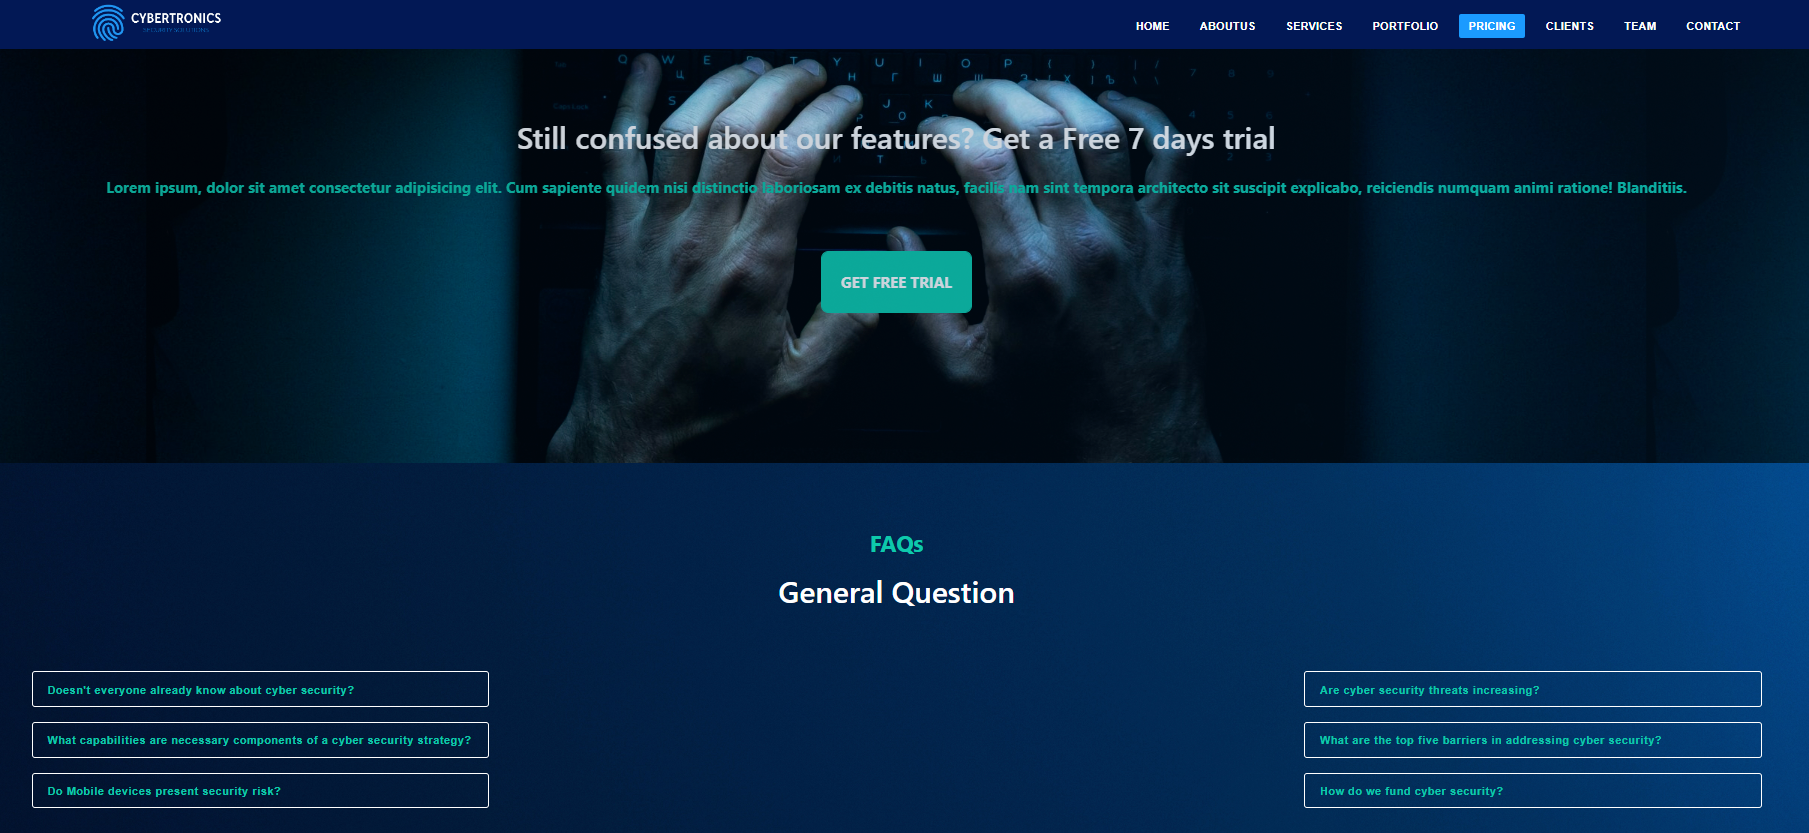 CYBERTRONICS
SECURITY SOLUTIONS
HOME ABOUTUS SERVICES PORTFOLIO PRICING CLIENTS TEAM CONTACT
Still confused about our features? Get a Free 7 days trial
Lorem ipsum, dolor sit amet consectetur adipisicing elit. Cum sapiente quidem nisi distinctio laboriosam ex debitis natus, facilis nam sint tempora architecto sit suscipit explicabo, reiciendis numquam animi ratione! Blanditiis.
GET FREE TRIAL
FAQs
General Question
Doesn't everyone already know about cyber security?
What capabilities are necessary components of a cyber security strategy?
Do Mobile devices present security risk?
Are cyber security threats increasing?
What are the top five barriers in addressing cyber security?
How do we fund cyber security?